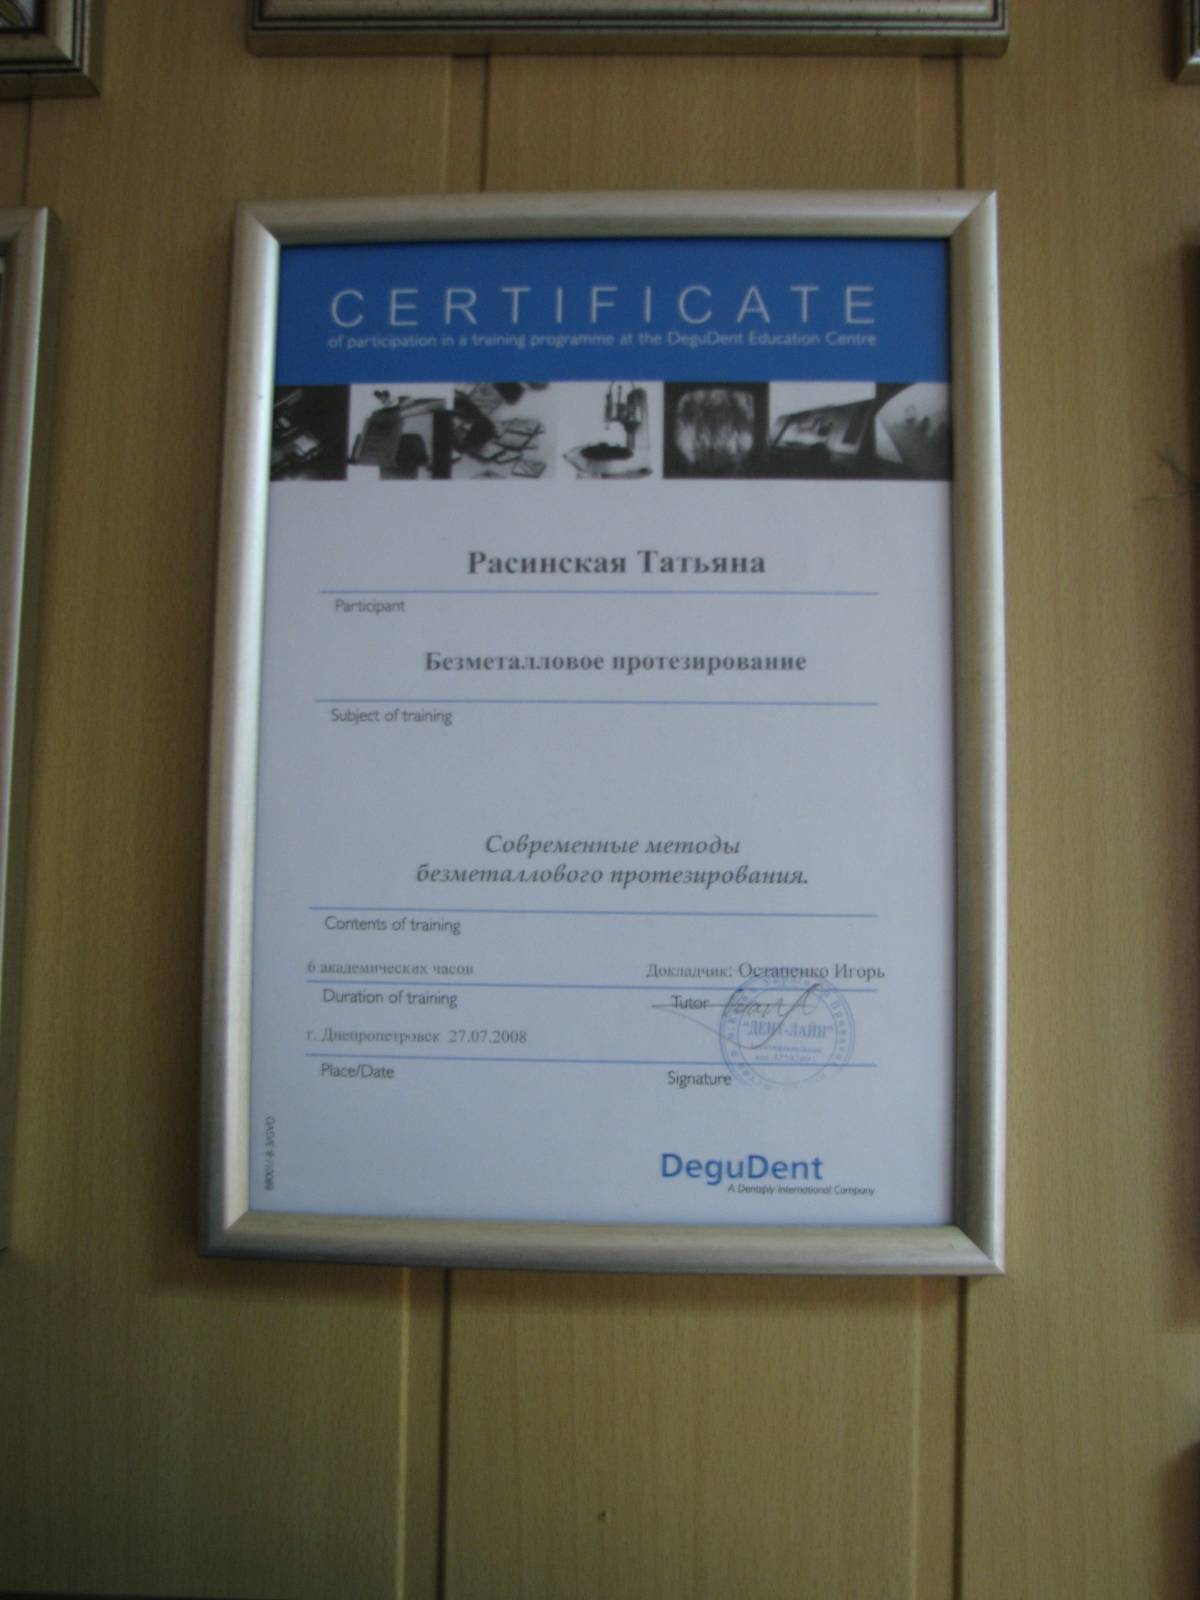 CERTIFICATE
of participation in a training programme at the DeguDent Education Centre
Расинская Татьяна
Participant
Безметалловое протезирование
Subject of training
Современные методы
безметаллового протезирования.
Contents of training
6 академических часов
Докладчик: Остапенко Игорь
Duration of training
Tutor
"ДЕНТ-ЛАЙН"
г. Днепропетровск 27.07.2008
Place/Date
Signature
DeguDent
A Dentsply International Company